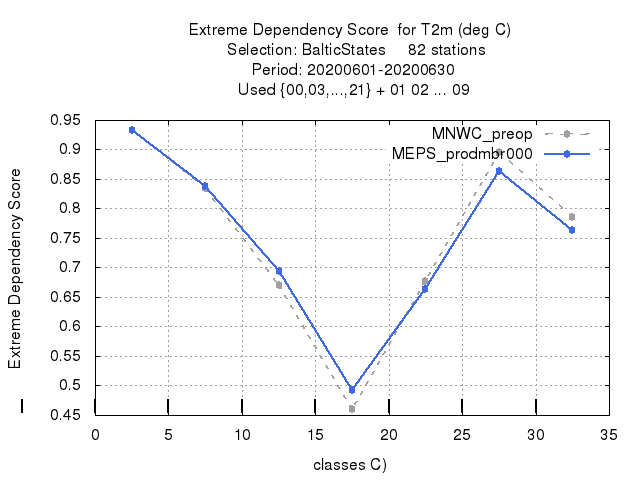 Extreme Dependency Score  for T2m (deg C)
Selection: BalticStates     82 stations
Period: 20200601-20200630
Used {00,03,...,21} + 01 02 ... 09
MNWC_preop
MEPS_prodmbr000
Extreme Dependency Score
0.95
0.9
0.85
0.8
0.75
0.7
0.65
0.6
0.55
0.5
0.45
0 5 10 15 20 25 30 35
classes C)